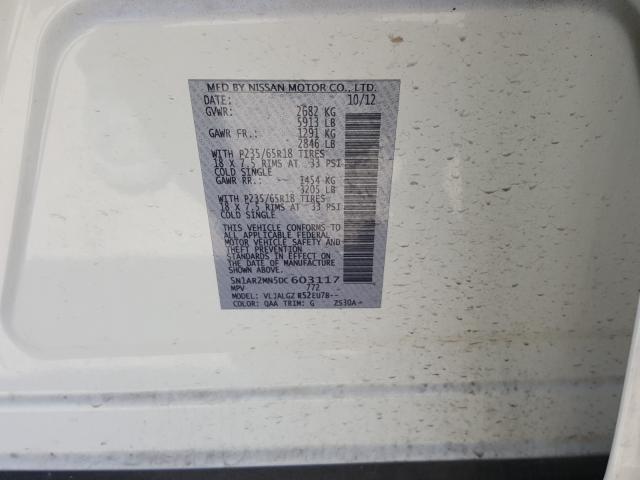 MFD BY NISSAN MOTOR CO., LTD.
DATE: 10/12
GVWR: 2682 KG
5913 LB
GAWR FR.: 1291 KG
2846 LB
WITH P235/65R18 TIRES
18 X 7.5 RIMS AT 33 PSI
COLD SINGLE
GAWR RR.: 1454 KG
3205 LB
WITH P235/65R18 TIRES
18 X 7.5 RIMS AT 33 PSI
COLD SINGLE
THIS VEHICLE CONFORMS TO
ALL APPLICABLE FEDERAL
MOTOR VEHICLE SAFETY AND
THEFT PREVENTION
STANDARDS IN EFFECT ON THE
DATE OF MANUFACTURE
SHOWN ABOVE.
5N1AR2MN5DC603117
MPV 772
MODEL: VLJALGZ R52EU7B--
COLOR: QAA TRIM: G 2S30A-